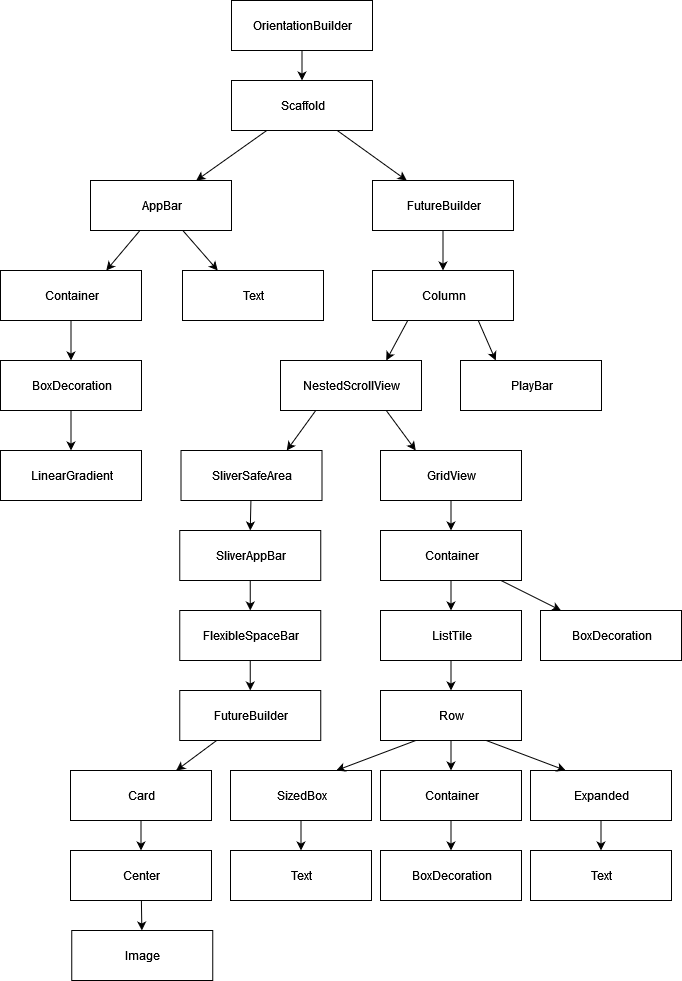 OrientationBuilder
Scaffold
AppBar
FutureBuilder
Container
Text
Column
BoxDecoration
NestedScrollView
PlayBar
LinearGradient
SliverSafeArea
GridView
SliverAppBar
Container
FlexibleSpaceBar
ListTile
BoxDecoration
FutureBuilder
Row
Card
SizedBox
Container
Expanded
Center
Text
BoxDecoration
Text
Image